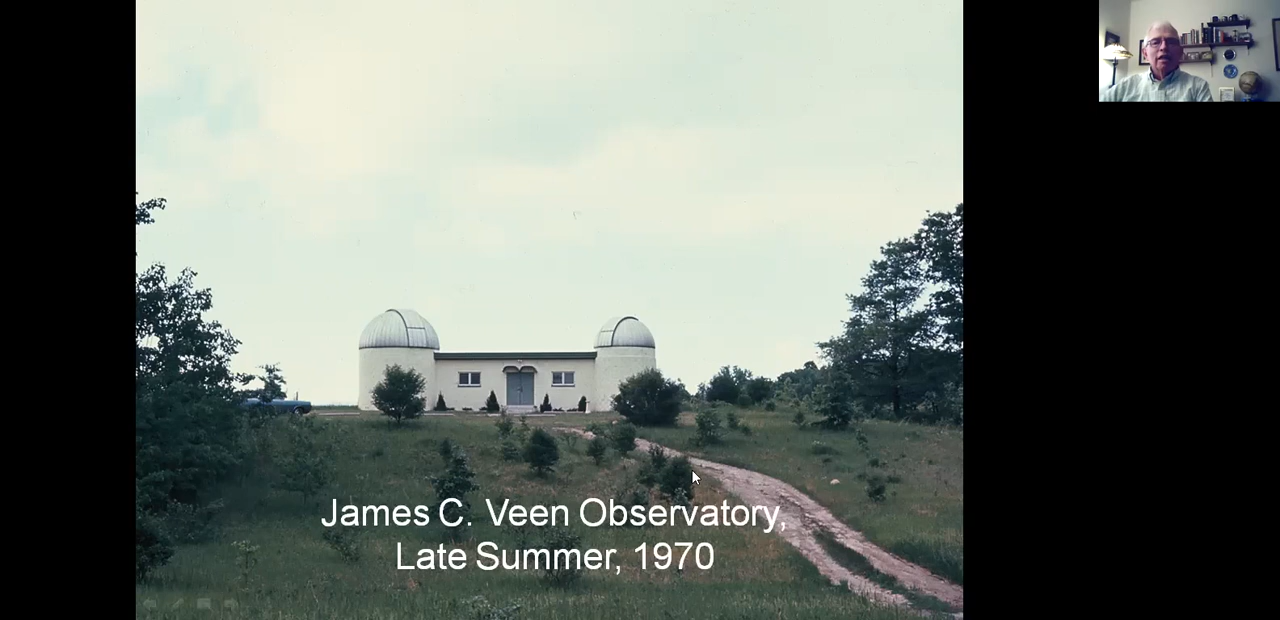 James C. Veen Observatory,
Late Summer, 1970